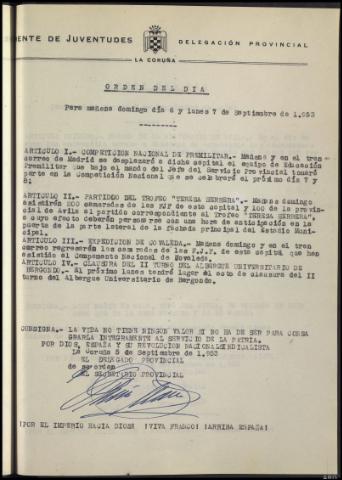 ENTE DE JUVENTUDES DELEGACIÓN PROVINCIAL
LA CORUÑA
ORDEN DEL DIA
Para mañana domingo día 6 y lunes 7 de Septiembre de 1.953
ARTICULO I.- COMPETICION NACIONAL DE PREMILITAR.- Mañana y en el tren
correo de Madrid se desplazará a dicha capital el equipo de Educación
Premilitar que bajo el mando del Jefe del Servicio Provincial tomará
parte en la Competición Nacional que se celebrará el próximo día 7 y
8.
ARTICULO II.- PARTIDO DEL TROFEO "TERESA HERRERA".- Mañana domingo
asistirán 200 camaradas de las FJF de esta capital y 100 de la provin-
cia de Avila al partido correspondiente al Trofeo "TERESA HERRERA",
a cuyo efecto deberán personarse con una hora de anticipación en la
puerta de la parte lateral de la fachada principal del Estadio Muni-
cipal.
ARTICULO III.- EXPEDICION DE COVALEDA.- Mañana domingo y en el tren
correo regresarán los camaradas de las F.J.F. de esta capital que han
asistido al Campamento Nacional de Covaleda.
ARTICULO IV.- CLAUSURA DEL II TURNO DEL ALBERGUE UNIVERSITARIO DE
BERGONDO.- El próximo lunes tendrá lugar el acto de clausura del II
turno del Albergue Universitario de Bergondo.
CONSIGNA.- LA VIDA NO TIENE NINGUN VALOR SI NO HA DE SER PARA CONSA
GRARLA INTEGRAMENTE AL SERVICIO DE LA PATRIA.
POR DIOS, ESPAÑA Y SU REVOLUCION NACIONALSINDICALISTA
La Coruña 5 de Septiembre de 1.953
EL DELEGADO PROVINCIAL
de su orden
EL SECRETARIO PROVINCIAL
¡POR EL IMPERIO HACIA DIOS! ¡VIVA FRANCO! ¡ARRIBA ESPAÑA!